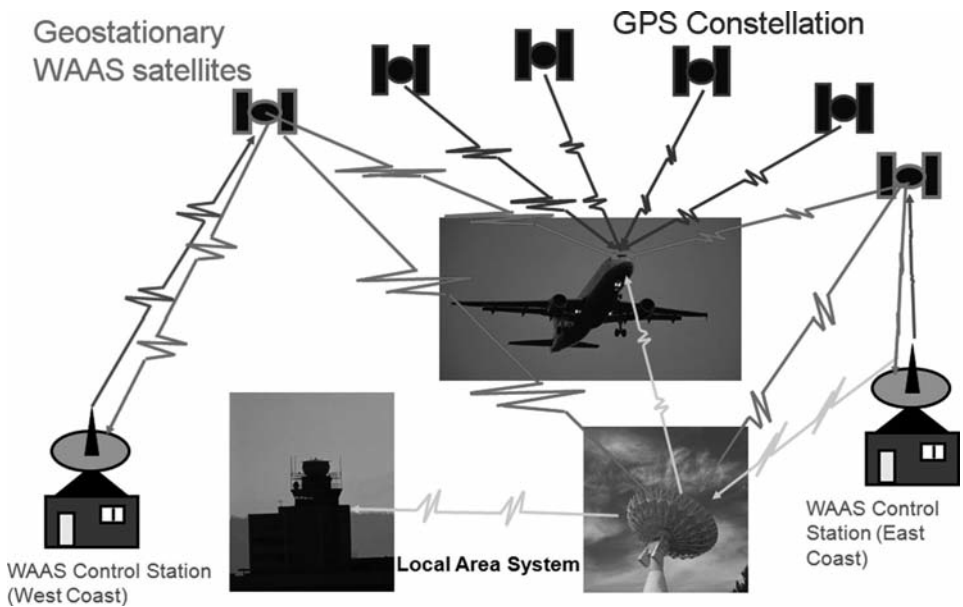 Geostationary
WAAS satellites
GPS Constellation
WAAS Control Station
(West Coast)
Local Area System
WAAS Control
Station (East
Coast)